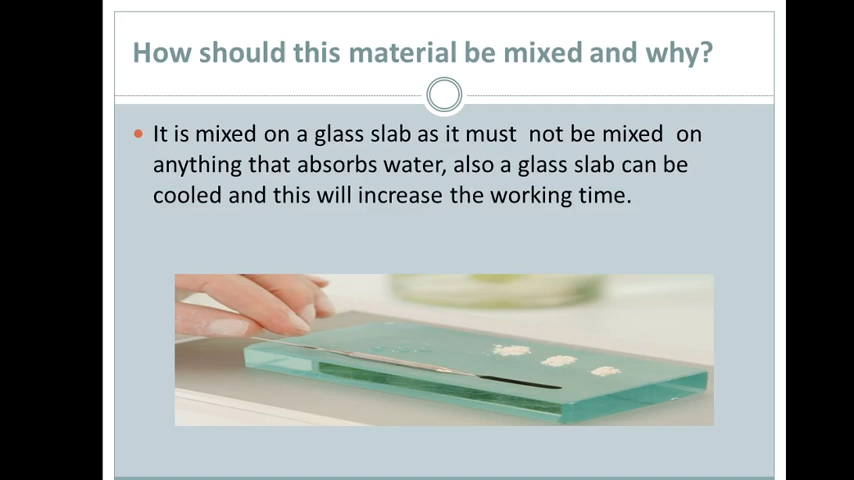 How should this material be mixed and why?
It is mixed on a glass slab as it must not be mixed on
anything that absorbs water, also a glass slab can be
cooled and this will increase the working time.